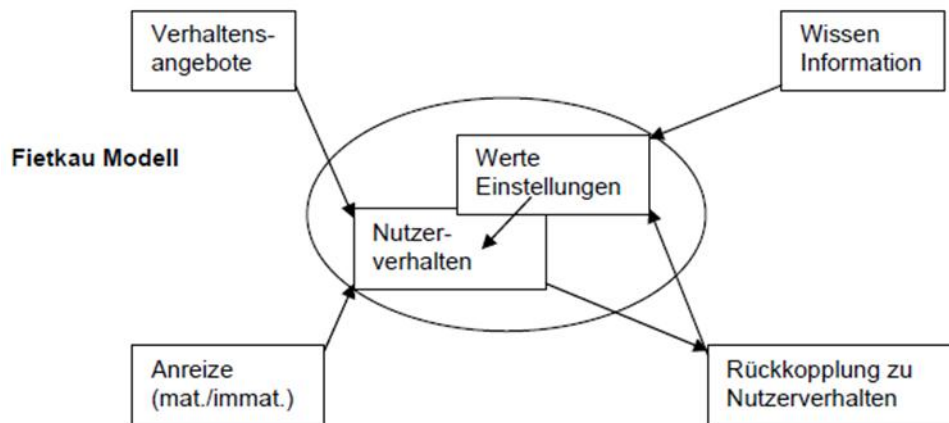 Verhaltens-
angebote
Wissen
Information
Fietkau Modell
Werte
Einstellungen
Nutzer-
verhalten
Anreize
(mat./immat.)
Rückkopplung zu
Nutzerverhalten